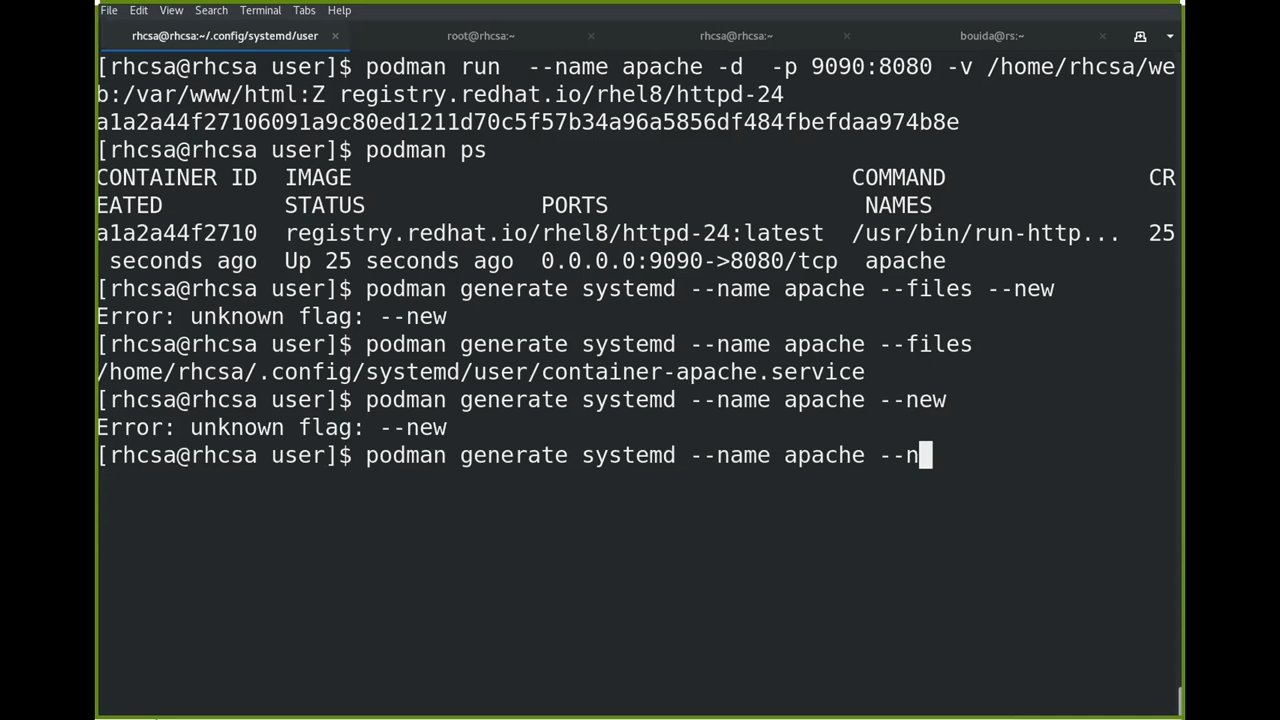 File Edit View Search Terminal Tabs Help
rhcsa@rhcsa:~/.config/systemd/user × root@rhcsa:~ × rhcsa@rhcsa:~ × bouida@rs:~ ×
[rhcsa@rhcsa user]$ podman run  --name apache -d  -p 9090:8080 -v /home/rhcsa/we
b:/var/www/html:Z registry.redhat.io/rhel8/httpd-24
a1a2a44f27106091a9c80ed1211d70c5f57b34a96a5856df484fbefdaa974b8e
[rhcsa@rhcsa user]$ podman ps
CONTAINER ID  IMAGE                                     COMMAND               CR
EATED         STATUS             PORTS                   NAMES
a1a2a44f2710  registry.redhat.io/rhel8/httpd-24:latest  /usr/bin/run-http...  25
 seconds ago  Up 25 seconds ago  0.0.0.0:9090->8080/tcp  apache
[rhcsa@rhcsa user]$ podman generate systemd --name apache --files --new
Error: unknown flag: --new
[rhcsa@rhcsa user]$ podman generate systemd --name apache --files
/home/rhcsa/.config/systemd/user/container-apache.service
[rhcsa@rhcsa user]$ podman generate systemd --name apache --new
Error: unknown flag: --new
[rhcsa@rhcsa user]$ podman generate systemd --name apache --n